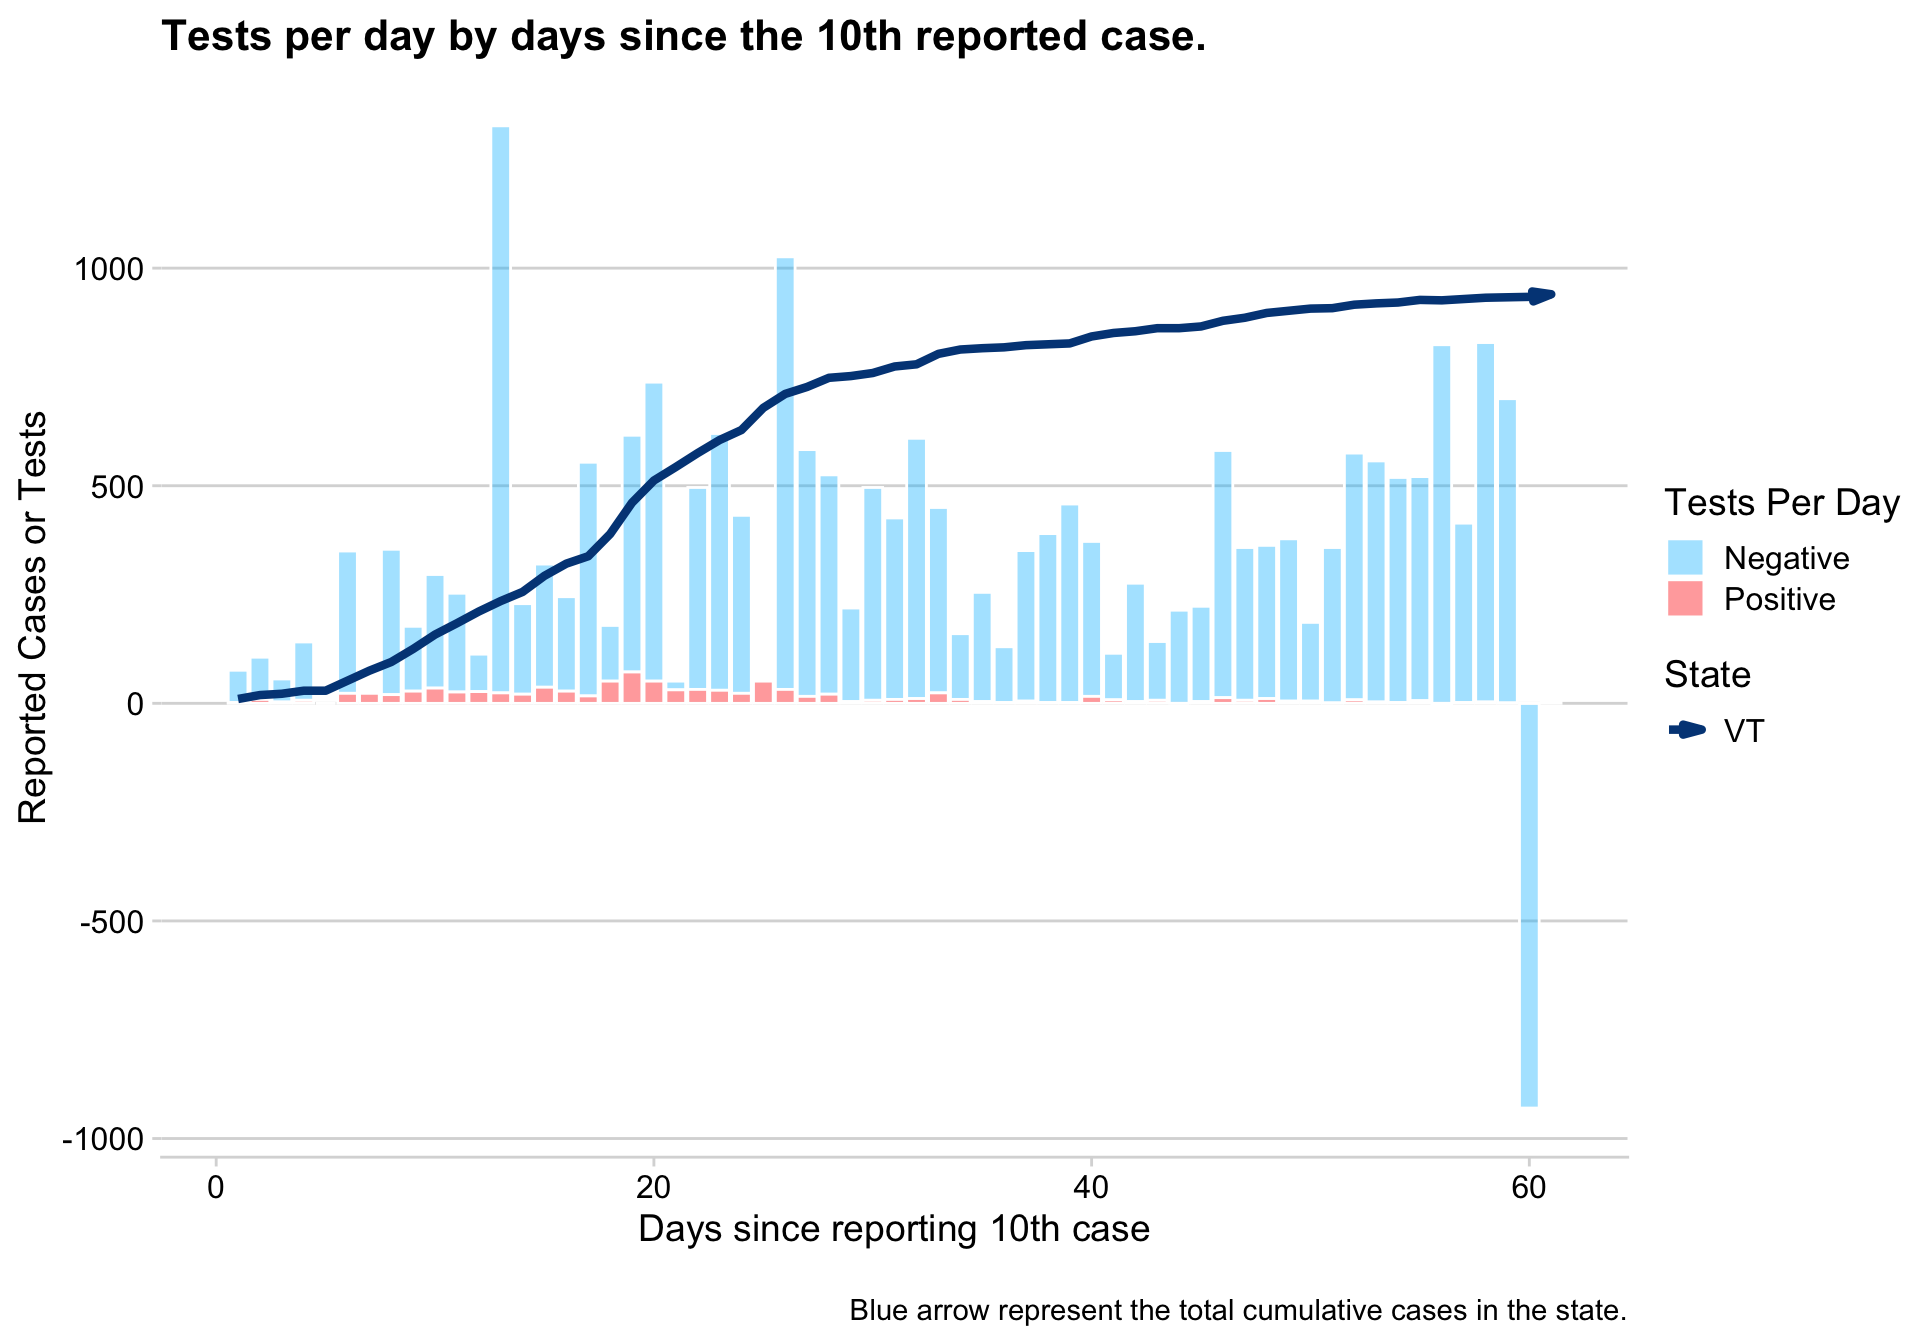 Tests per day by days since the 10th reported case.
Reported Cases or Tests
1000
500
0
-500
-1000
0 20 40 60
Days since reporting 10th case
Tests Per Day
Negative
Positive
State
VT
Blue arrow represent the total cumulative cases in the state.